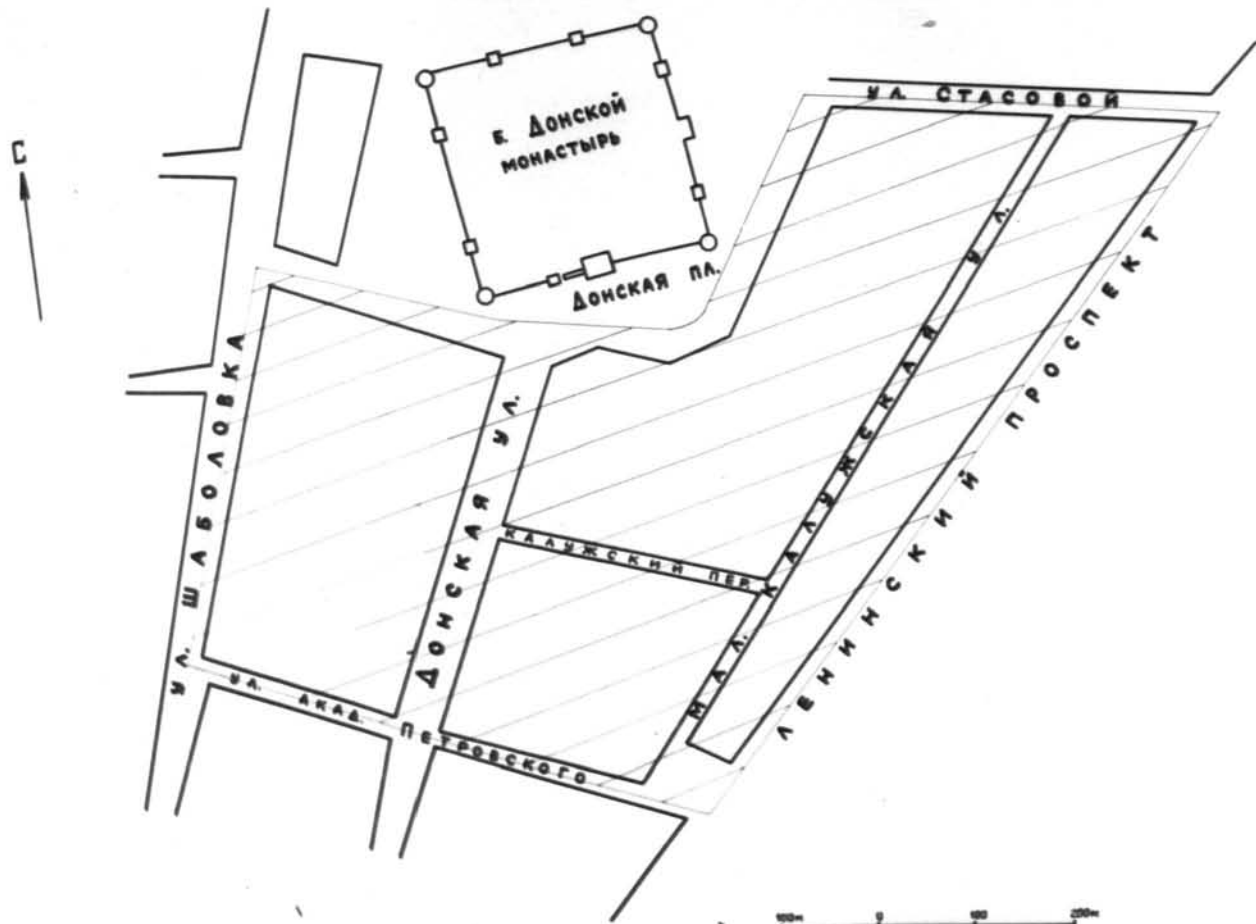 С
УЛ. СТАСОВОЙ
Б. ДОНСКОЙ
МОНАСТЫРЬ
ДОНСКАЯ ПЛ.
УЛ. ШАБОЛОВКА
ДОНСКАЯ УЛ.
КАЛУЖСКИЙ ПЕР.
МАЛ. КАЛУЖСКАЯ УЛ.
ЛЕНИНСКИЙ ПРОСПЕКТ
УЛ. АКАД. ПЕТРОВСКОГО
100м 0 100 200м